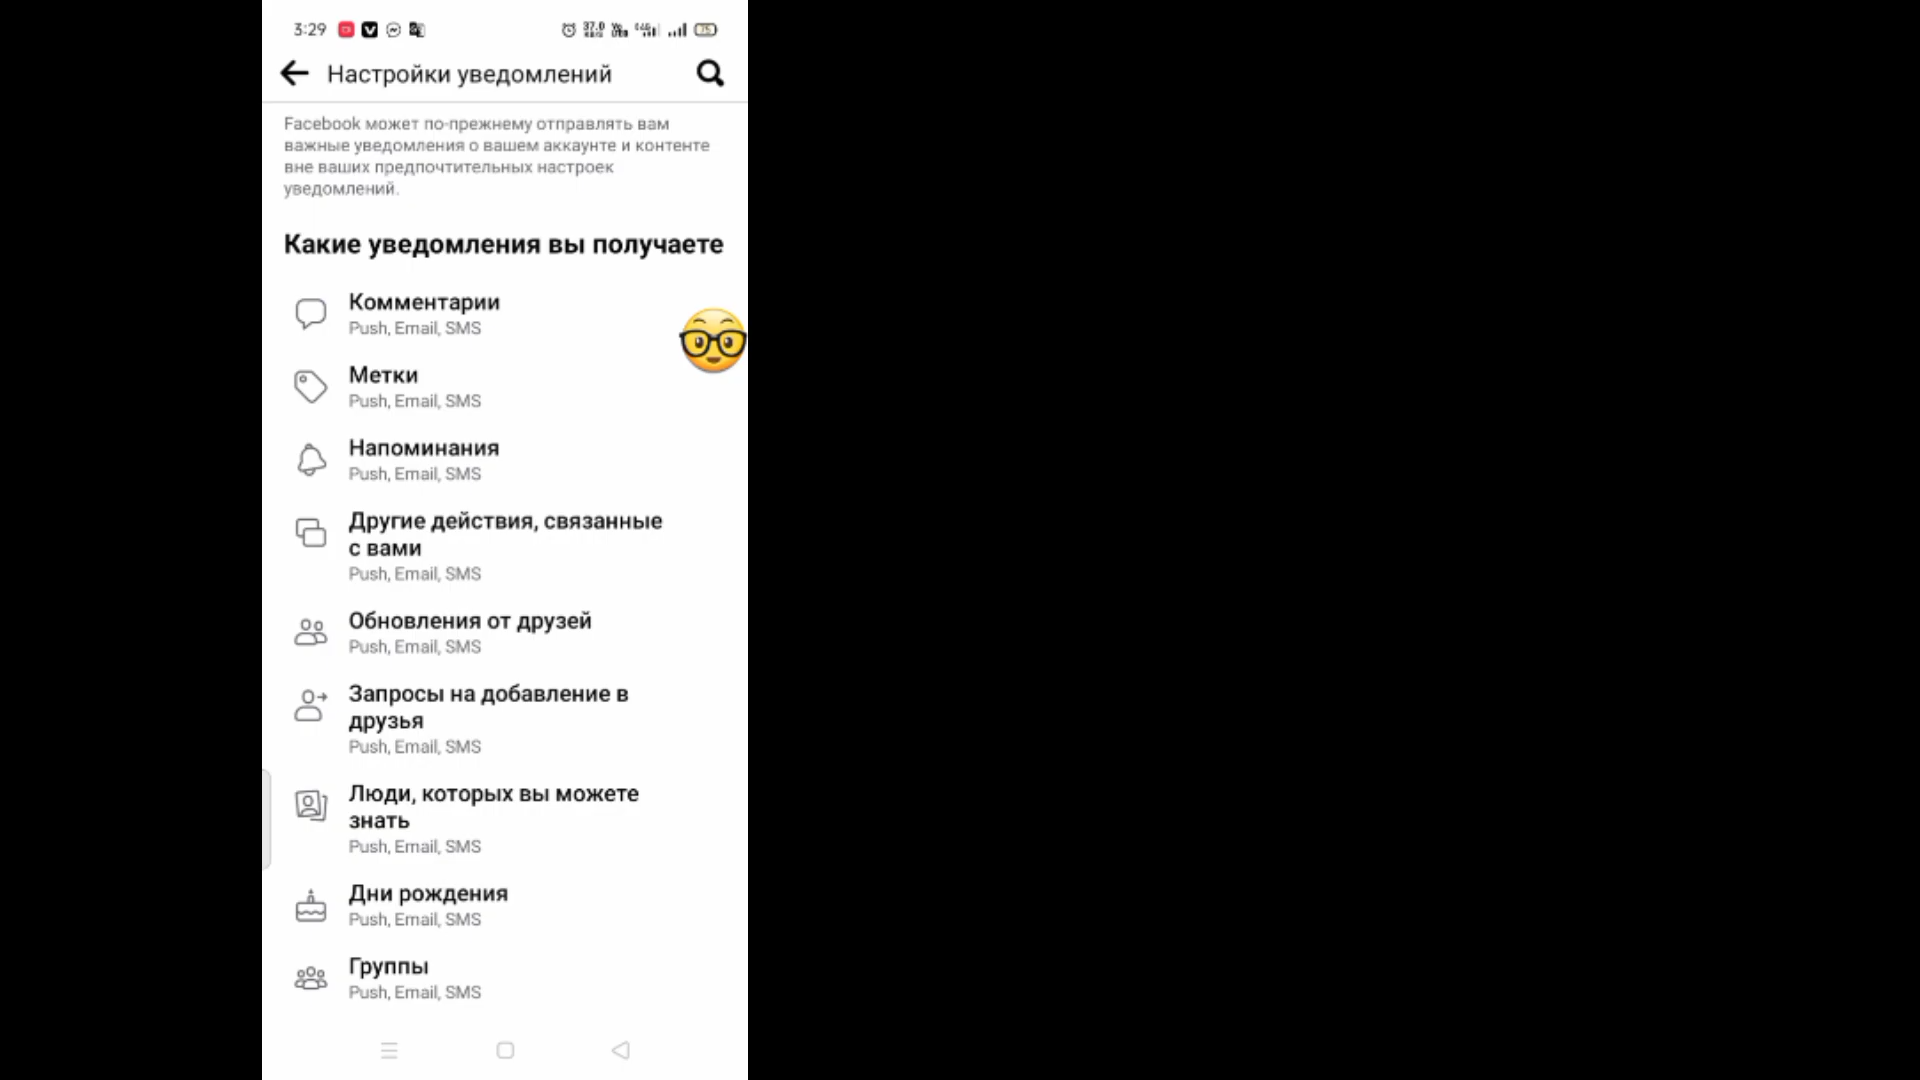 3:29
37.0
75
Настройки уведомлений
Facebook может по-прежнему отправлять вам
важные уведомления о вашем аккаунте и контенте
вне ваших предпочтительных настроек
уведомлений.
Какие уведомления вы получаете
Комментарии
Push, Email, SMS
Метки
Push, Email, SMS
Напоминания
Push, Email, SMS
Другие действия, связанные
с вами
Push, Email, SMS
Обновления от друзей
Push, Email, SMS
Запросы на добавление в
друзья
Push, Email, SMS
Люди, которых вы можете
знать
Push, Email, SMS
Дни рождения
Push, Email, SMS
Группы
Push, Email, SMS